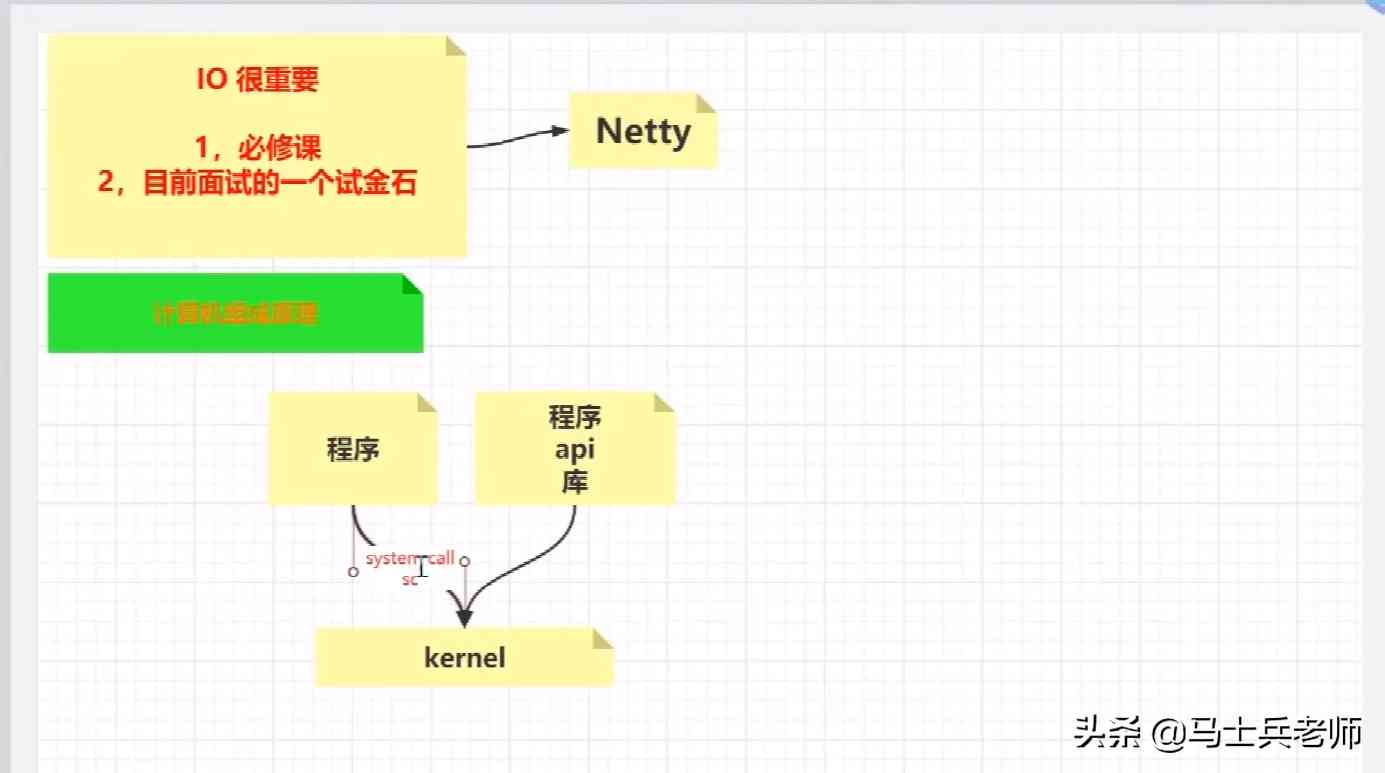 IO 很重要
1，必修课
2，目前面试的一个试金石
Netty
计算机组成原理
程序
程序
api
库
system call
sc
kernel
头条 @马士兵老师